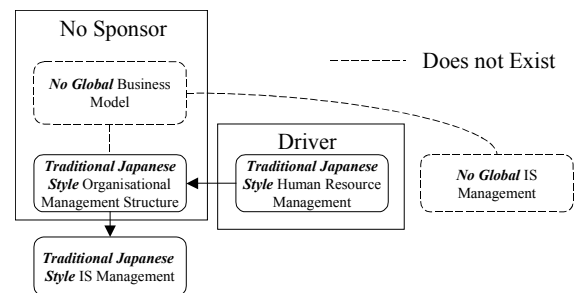 No Sponsor
Does not Exist
No Global Business
Model
Driver
Traditional Japanese
Style Organisational
Management Structure
Traditional Japanese
Style Human Resource
Management
No Global IS
Management
Traditional Japanese
Style IS Management